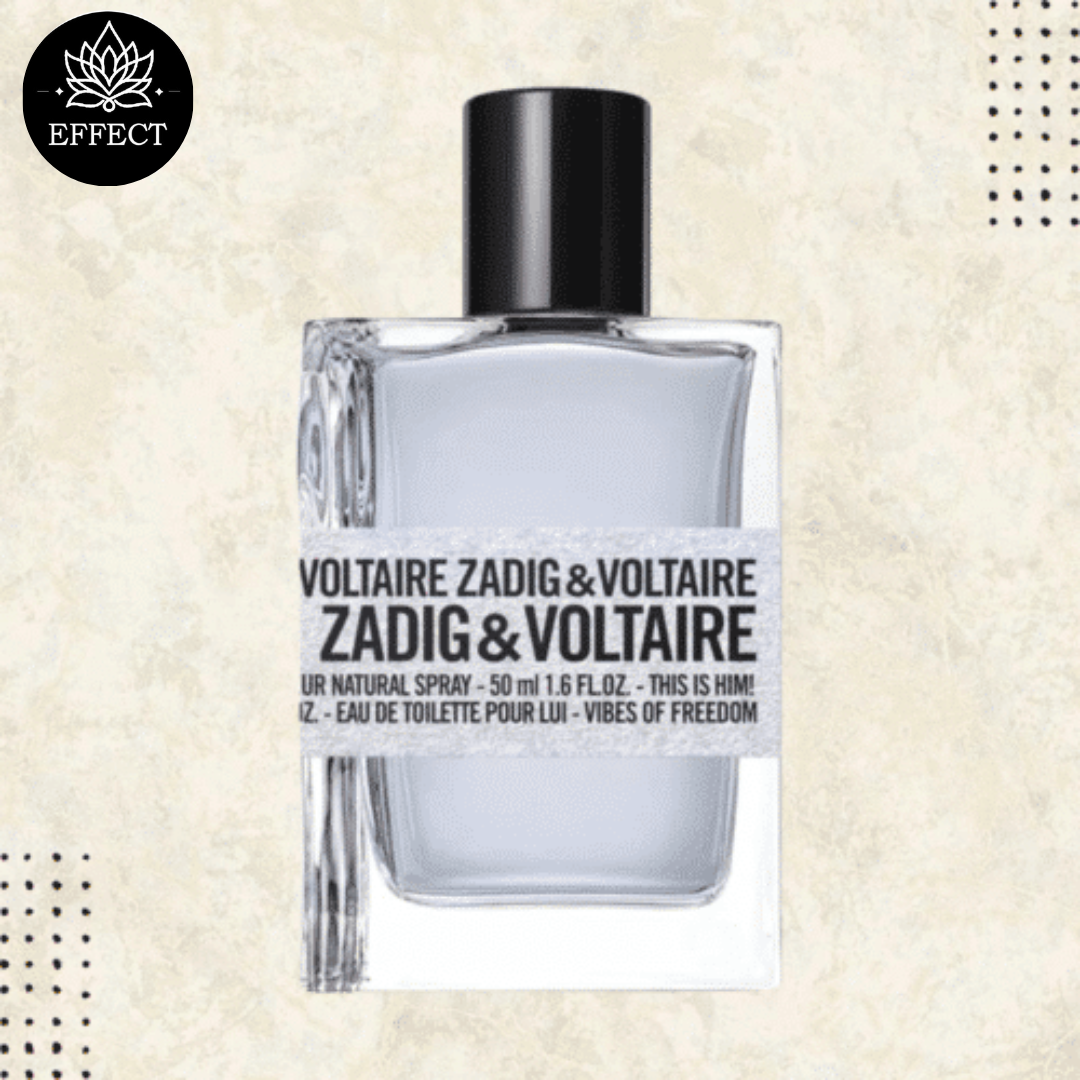 EFFECT
VOLTAIRE ZADIG&VOLTAIRE
ZADIG&VOLTAIRE
UR NATURAL SPRAY - 50 ml 1.6 FL.OZ. - THIS IS HIM!
Z. - EAU DE TOILETTE POUR LUI - VIBES OF FREEDOM